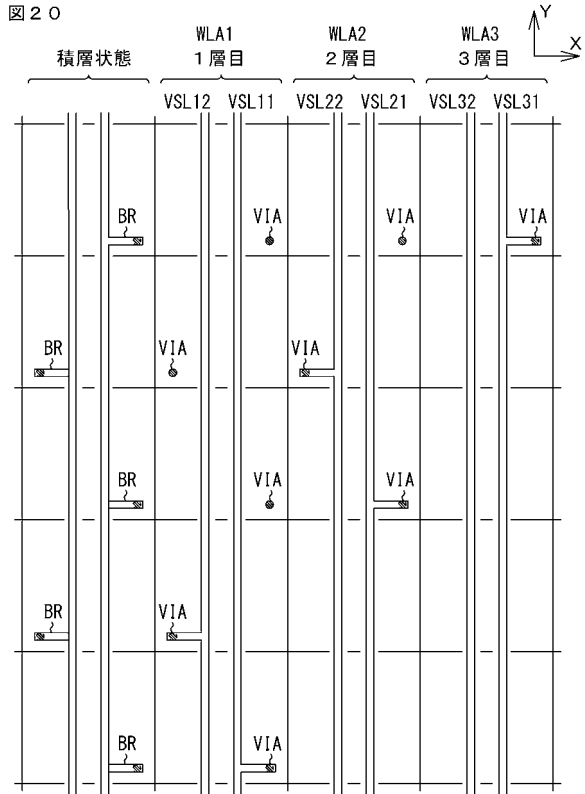 図20
Y
X
WLA1 WLA2 WLA3
積層状態 1層目 2層目 3層目
VSL12 VSL11 VSL22 VSL21 VSL32 VSL31
BR VIA VIA VIA
BR VIA VIA
BR VIA VIA
BR VIA
BR VIA